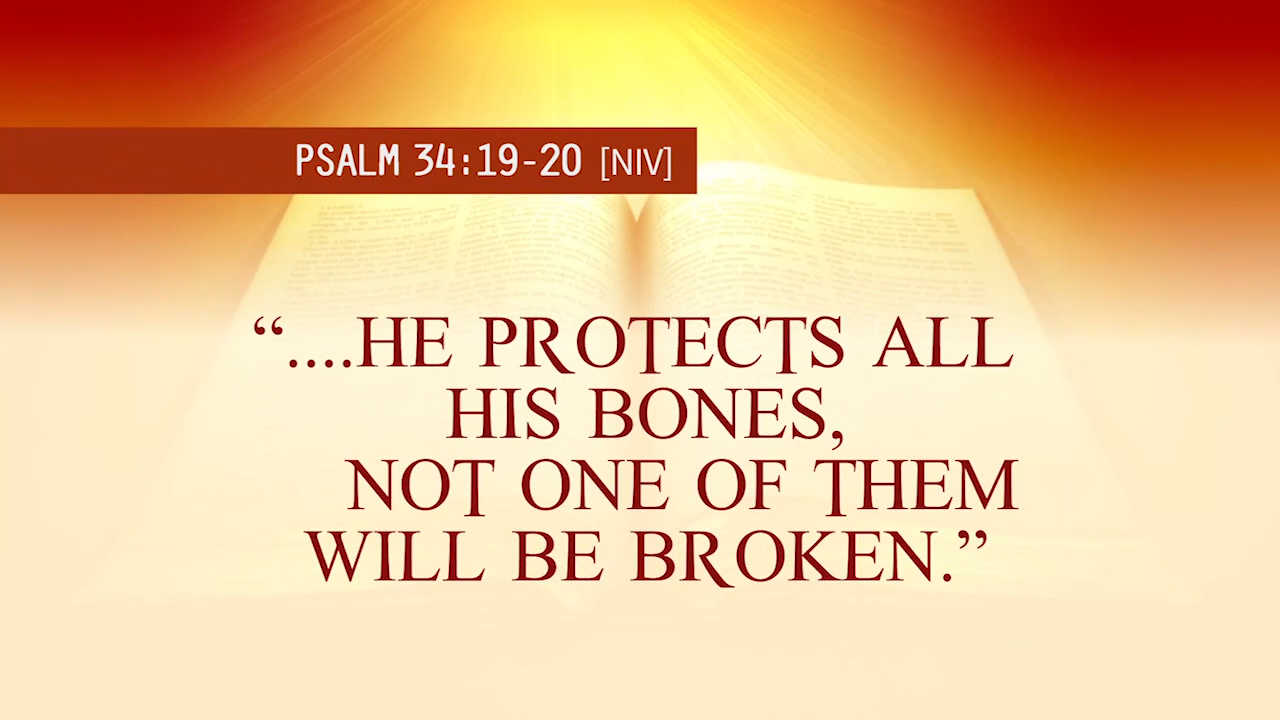 PSALM 34:19-20 [NIV]
“....HE PROTECTS ALL
HIS BONES,
NOT ONE OF THEM
WILL BE BROKEN.”